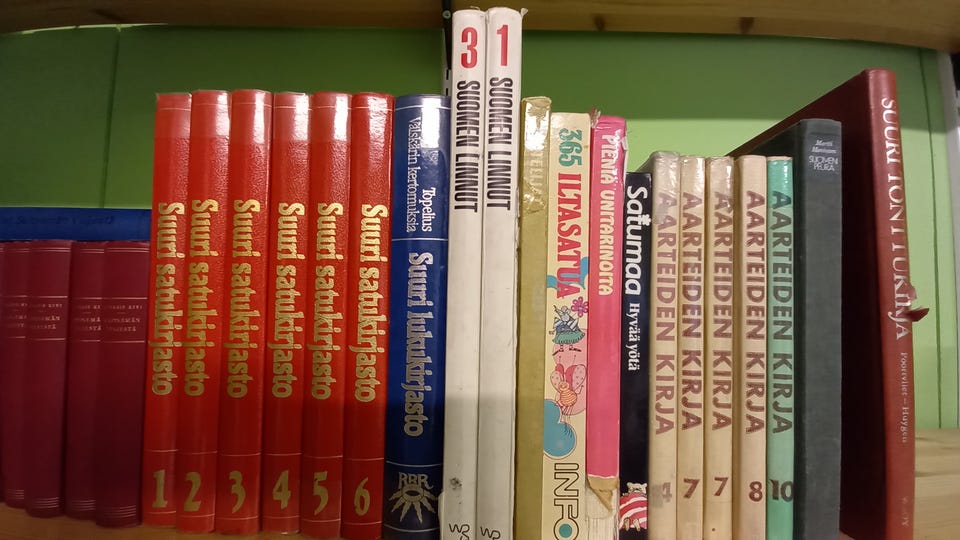 Suuri satukirjasto
1
Suuri satukirjasto
2
Suuri satukirjasto
3
Suuri satukirjasto
4
Suuri satukirjasto
5
Suuri satukirjasto
6
Topelius
Välskärin kertomuksia
Suuri lukukirjasto
RRR
3 SUOMEN LINNUT
1 SUOMEN LINNUT
365 ILTASATUA
INFO
PIENIÄ UNITARINOITA
Satumaa Hyvää yötä
AARTEIDEN KIRJA
4
AARTEIDEN KIRJA
7
AARTEIDEN KIRJA
7
AARTEIDEN KIRJA
8
AARTEIDEN KIRJA
10
Martti
SUOMEN
PEURA
SUURI TONTTUKIRJA
Poortvliet – Huygen